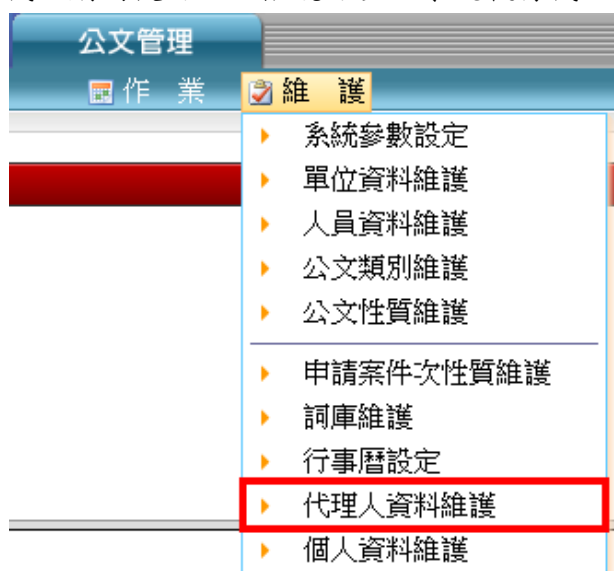 公文管理
作 業 維 護
系統參數設定
單位資料維護
人員資料維護
公文類別維護
公文性質維護
申請案件次性質維護
詞庫維護
行事曆設定
代理人資料維護
個人資料維護